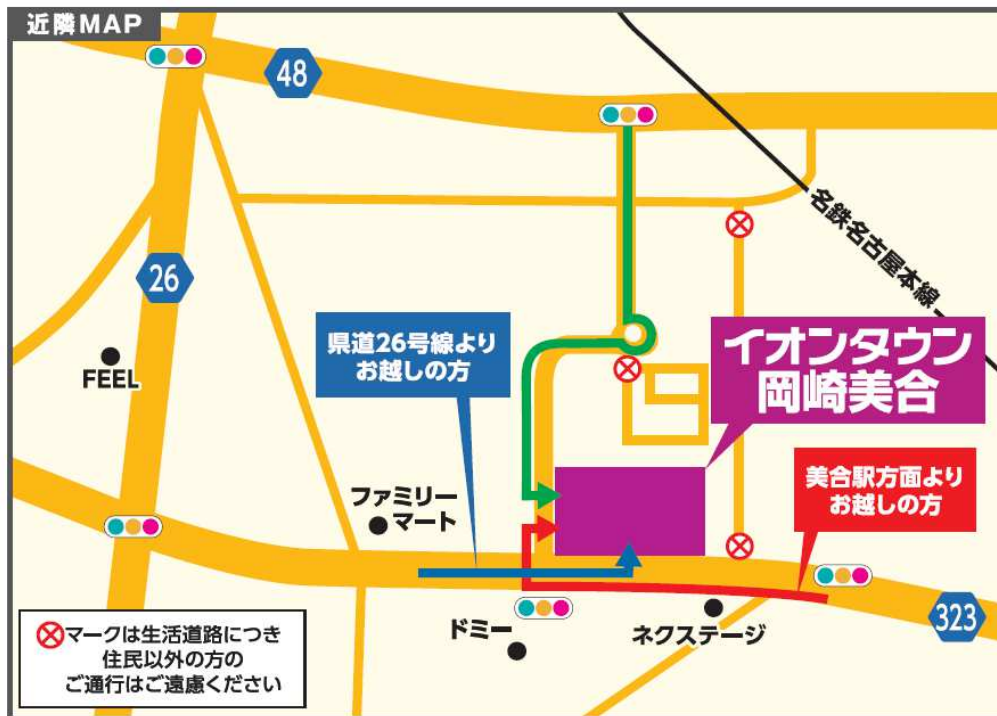 近隣MAP
48
26
名鉄名古屋本線
FEEL
県道26号線より
お越しの方
イオンタウン
岡崎美合
美合駅方面より
お越しの方
ファミリー
マート
ドミー
ネクステージ
323
マークは生活道路につき
住民以外の方の
ご通行はご遠慮ください